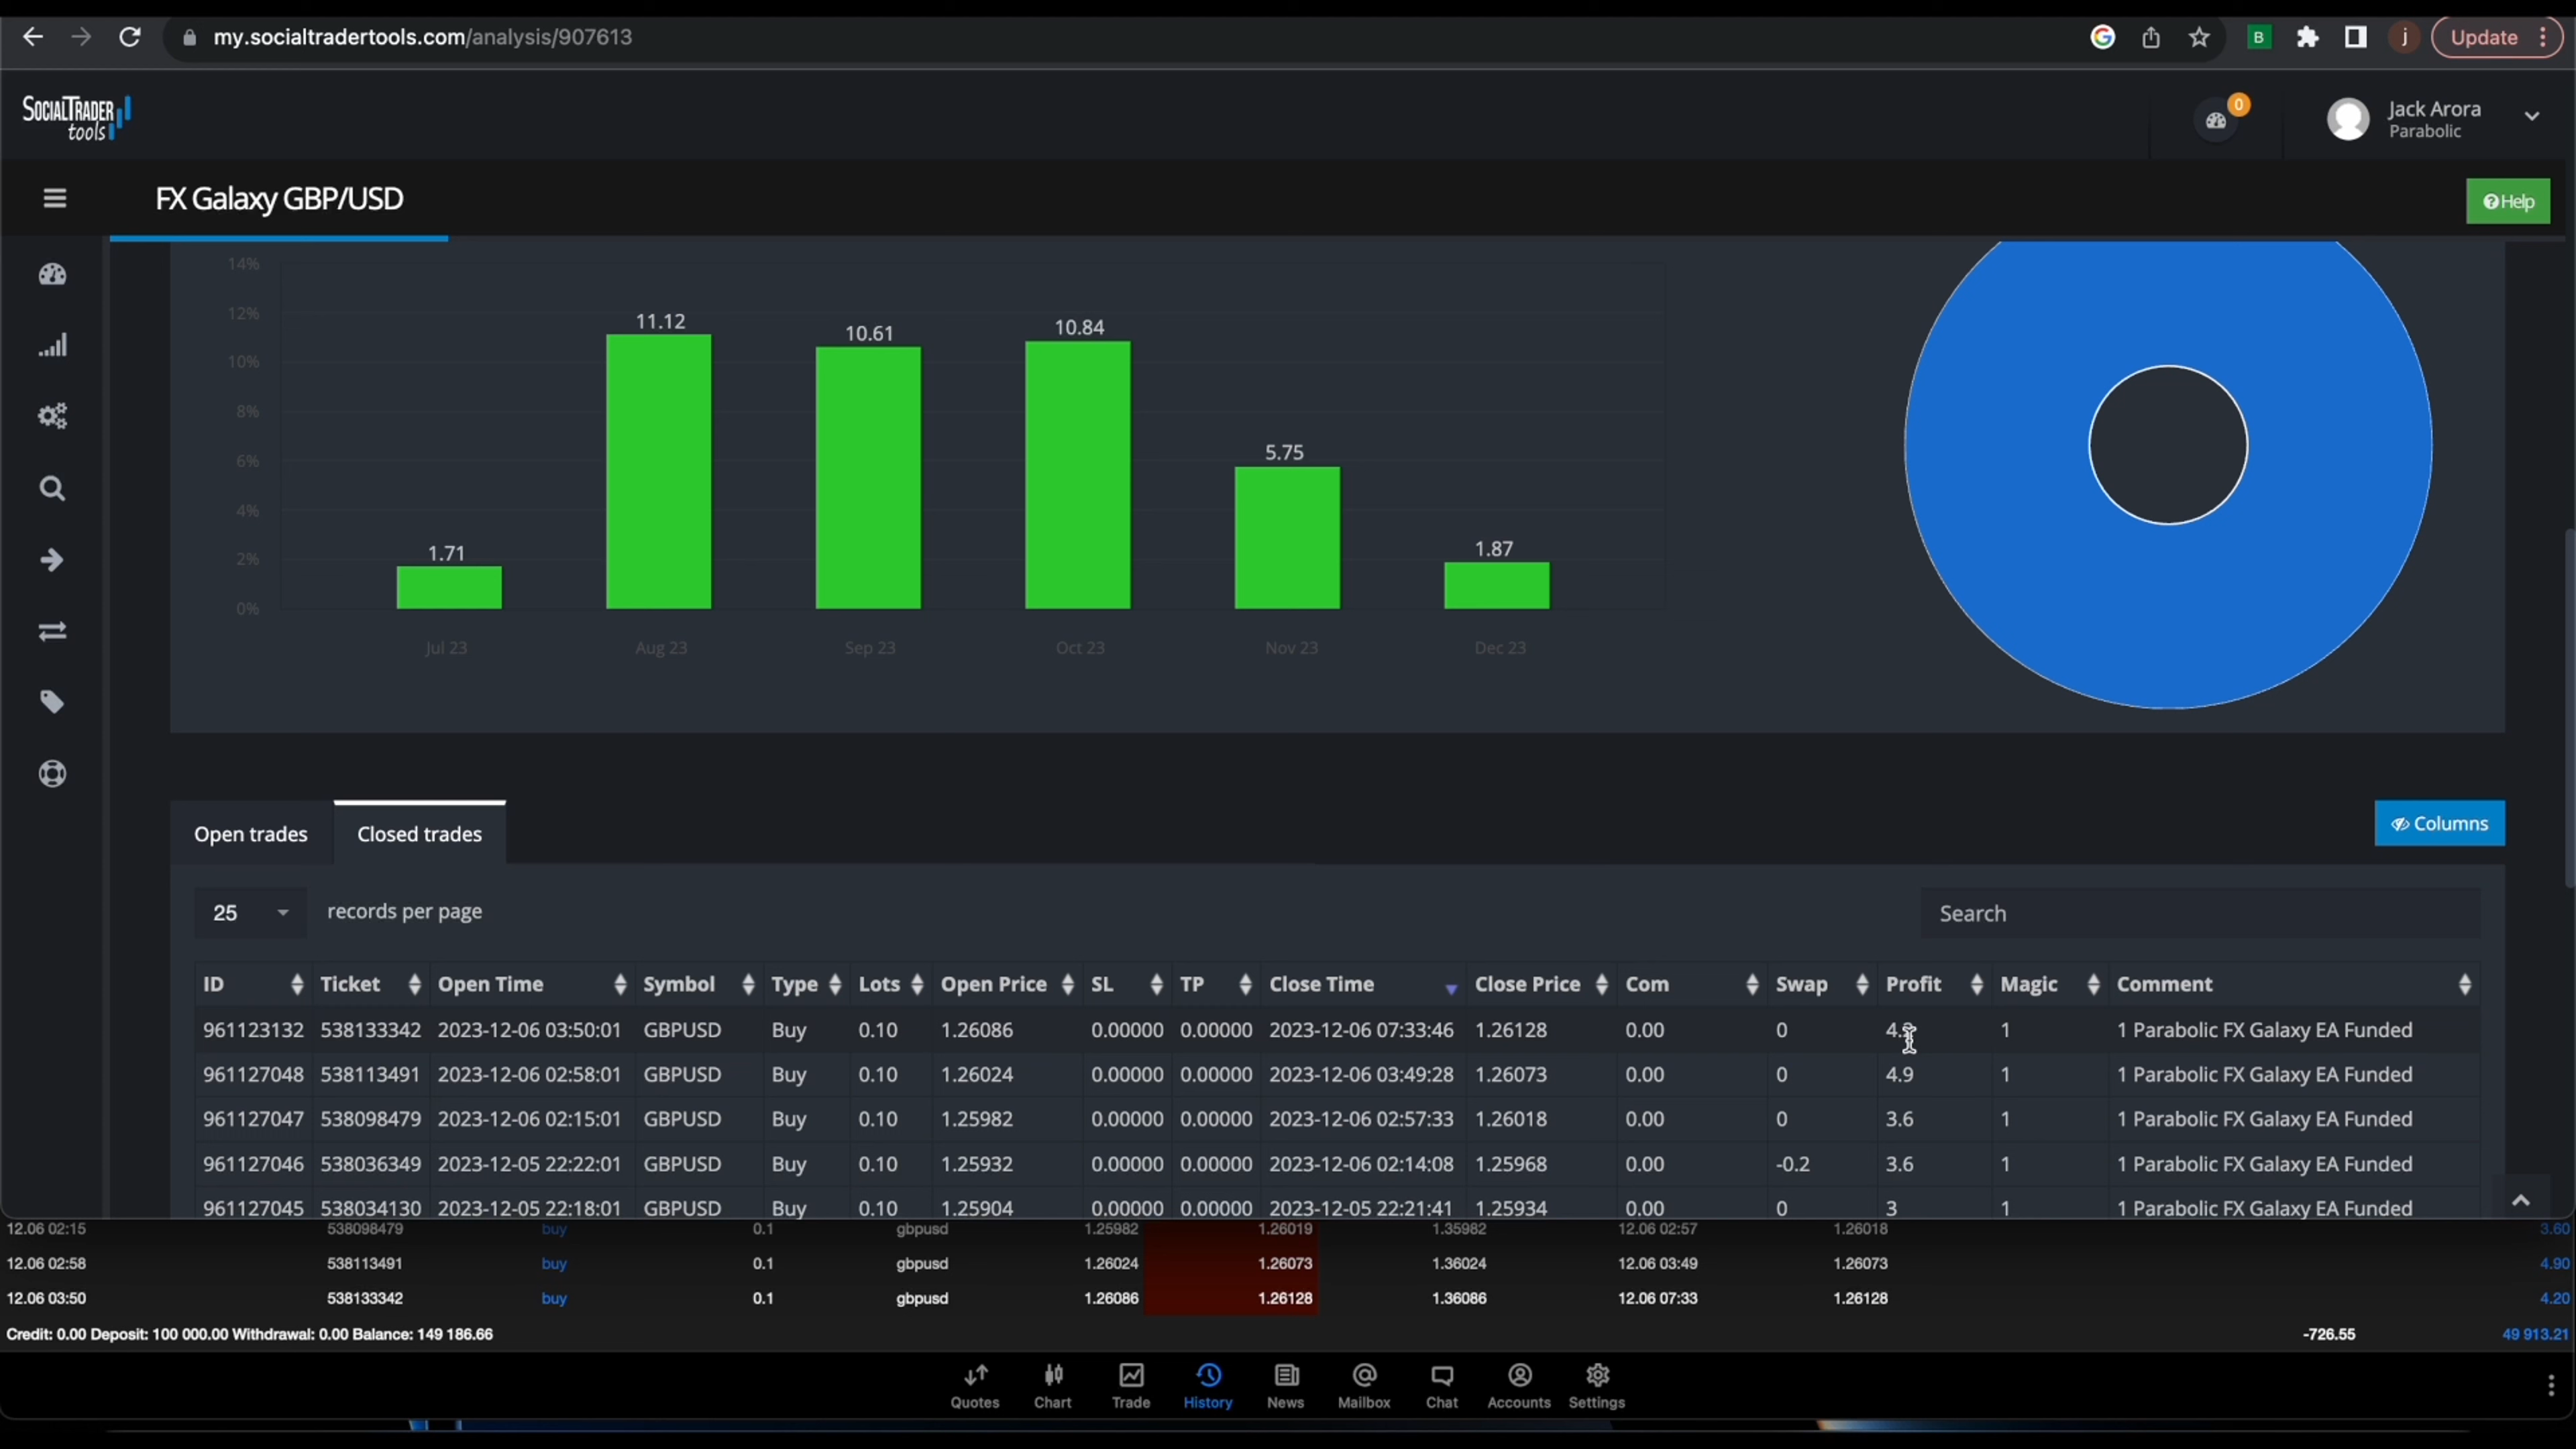 my.socialtradertools.com/analysis/907613
B
j
Update
SOCIALTRADER
tools
0
Jack Arora
Parabolic
FX Galaxy GBP/USD
Help
14%
12%
10%
8%
6%
4%
2%
0%
1.71
11.12
10.61
10.84
5.75
1.87
Jul 23 Aug 23 Sep 23 Oct 23 Nov 23 Dec 23
Open trades Closed trades Columns
25 records per page Search
ID Ticket Open Time Symbol Type Lots Open Price SL TP Close Time Close Price Com Swap Profit Magic Comment
961123132 538133342 2023-12-06 03:50:01 GBPUSD Buy 0.10 1.26086 0.00000 0.00000 2023-12-06 07:33:46 1.26128 0.00 0 1 1 Parabolic FX Galaxy EA Funded
961127048 538113491 2023-12-06 02:58:01 GBPUSD Buy 0.10 1.26024 0.00000 0.00000 2023-12-06 03:49:28 1.26073 0.00 0 4.9 1 1 Parabolic FX Galaxy EA Funded
961127047 538098479 2023-12-06 02:15:01 GBPUSD Buy 0.10 1.25982 0.00000 0.00000 2023-12-06 02:57:33 1.26018 0.00 0 3.6 1 1 Parabolic FX Galaxy EA Funded
961127046 538036349 2023-12-05 22:22:01 GBPUSD Buy 0.10 1.25932 0.00000 0.00000 2023-12-06 02:14:08 1.25968 0.00 -0.2 3.6 1 1 Parabolic FX Galaxy EA Funded
961127045 538034130 2023-12-05 22:18:01 GBPUSD Buy 0.10 1.25904 0.00000 0.00000 2023-12-05 22:21:41 1.25934 0.00 0 3 1 1 Parabolic FX Galaxy EA Funded
12.06 02:15 538098479 buy 0.1 gbpusd 1.25982 1.26019 1.35982 12.06 02:57 1.26018 3.60
12.06 02:58 538113491 buy 0.1 gbpusd 1.26024 1.26073 1.36024 12.06 03:49 1.26073 4.90
12.06 03:50 538133342 buy 0.1 gbpusd 1.26086 1.26128 1.36086 12.06 07:33 1.26128 4.20
Credit: 0.00 Deposit: 100 000.00 Withdrawal: 0.00 Balance: 149 186.66 -726.55 49 913.21
Quotes Chart Trade History News Mailbox Chat Accounts Settings